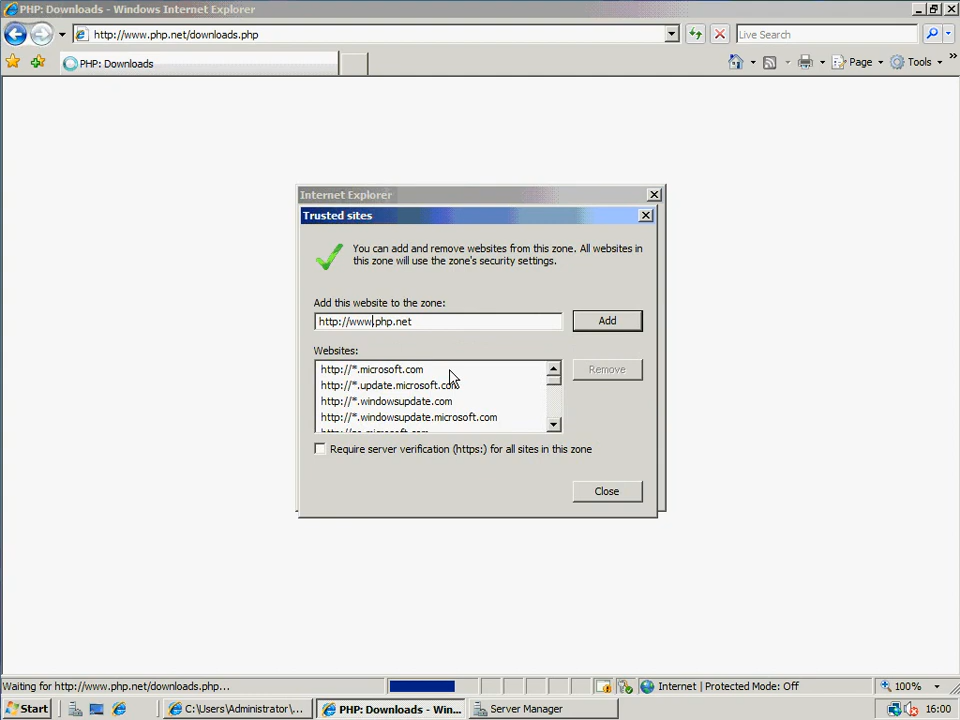 PHP: Downloads - Windows Internet Explorer
http://www.php.net/downloads.php
Live Search
PHP: Downloads
Page
Tools
Internet Explorer
Trusted sites
You can add and remove websites from this zone. All websites in
this zone will use the zone's security settings.
Add this website to the zone:
http://www.php.net
Add
Websites:
http://*.microsoft.com
Remove
http://*.update.microsoft.com
http://*.windowsupdate.com
http://*.windowsupdate.microsoft.com
Require server verification (https:) for all sites in this zone
Close
Waiting for http://www.php.net/downloads.php...
Internet | Protected Mode: Off
100%
Start
C:\Users\Administrator/...
PHP: Downloads - Win...
Server Manager
16:00